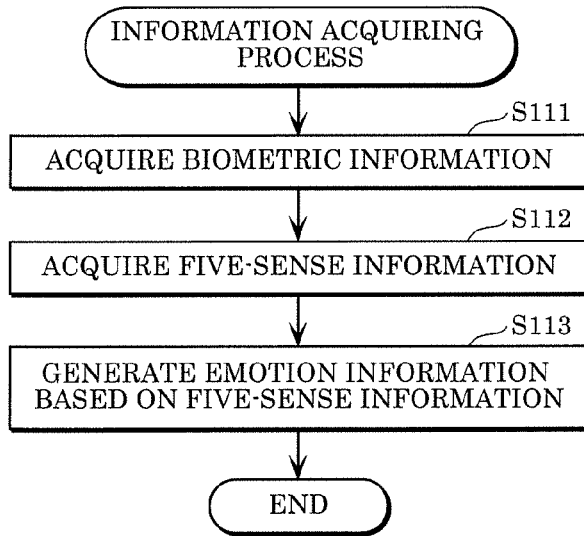 INFORMATION ACQUIRING
PROCESS
S111
ACQUIRE BIOMETRIC INFORMATION
S112
ACQUIRE FIVE-SENSE INFORMATION
S113
GENERATE EMOTION INFORMATION
BASED ON FIVE-SENSE INFORMATION
END